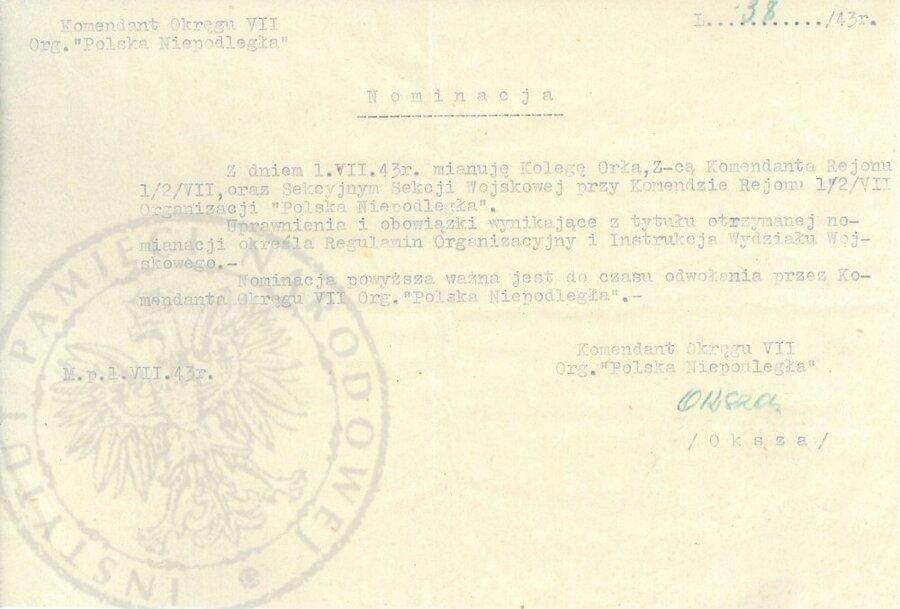 Komendant Okręgu VII
Org."Polska Niepodległa"
L...38......./43r.
Nominacja
Z dniem 1.VII.43r. mianuję Kolegę Orła,Z-cą Komendanta Rejonu
1/2/VII,oraz Sekcyjnym Sekcji Wojskowej przy Komendzie Rejonu 1/2/VII
Organizacji "Polska Niepodległa".
Uprawnienia i obowiązki wynikające z tytułu otrzymanej no-
mianacji określa Regulamin Organizacyjny i Instrukcja Wydziału Woj-
skowego.-
Nominacja powyższa ważna jest do czasu odwołania przez Ko-
mendanta Okręgu VII Org."Polska Niepodległa".-
Komendant Okręgu VII
Org."Polska Niepodległa"
M.p.1.VII.43r.
Oksza
/Oksza/
INSTYTUT PAMIĘCI NARODOWEJ